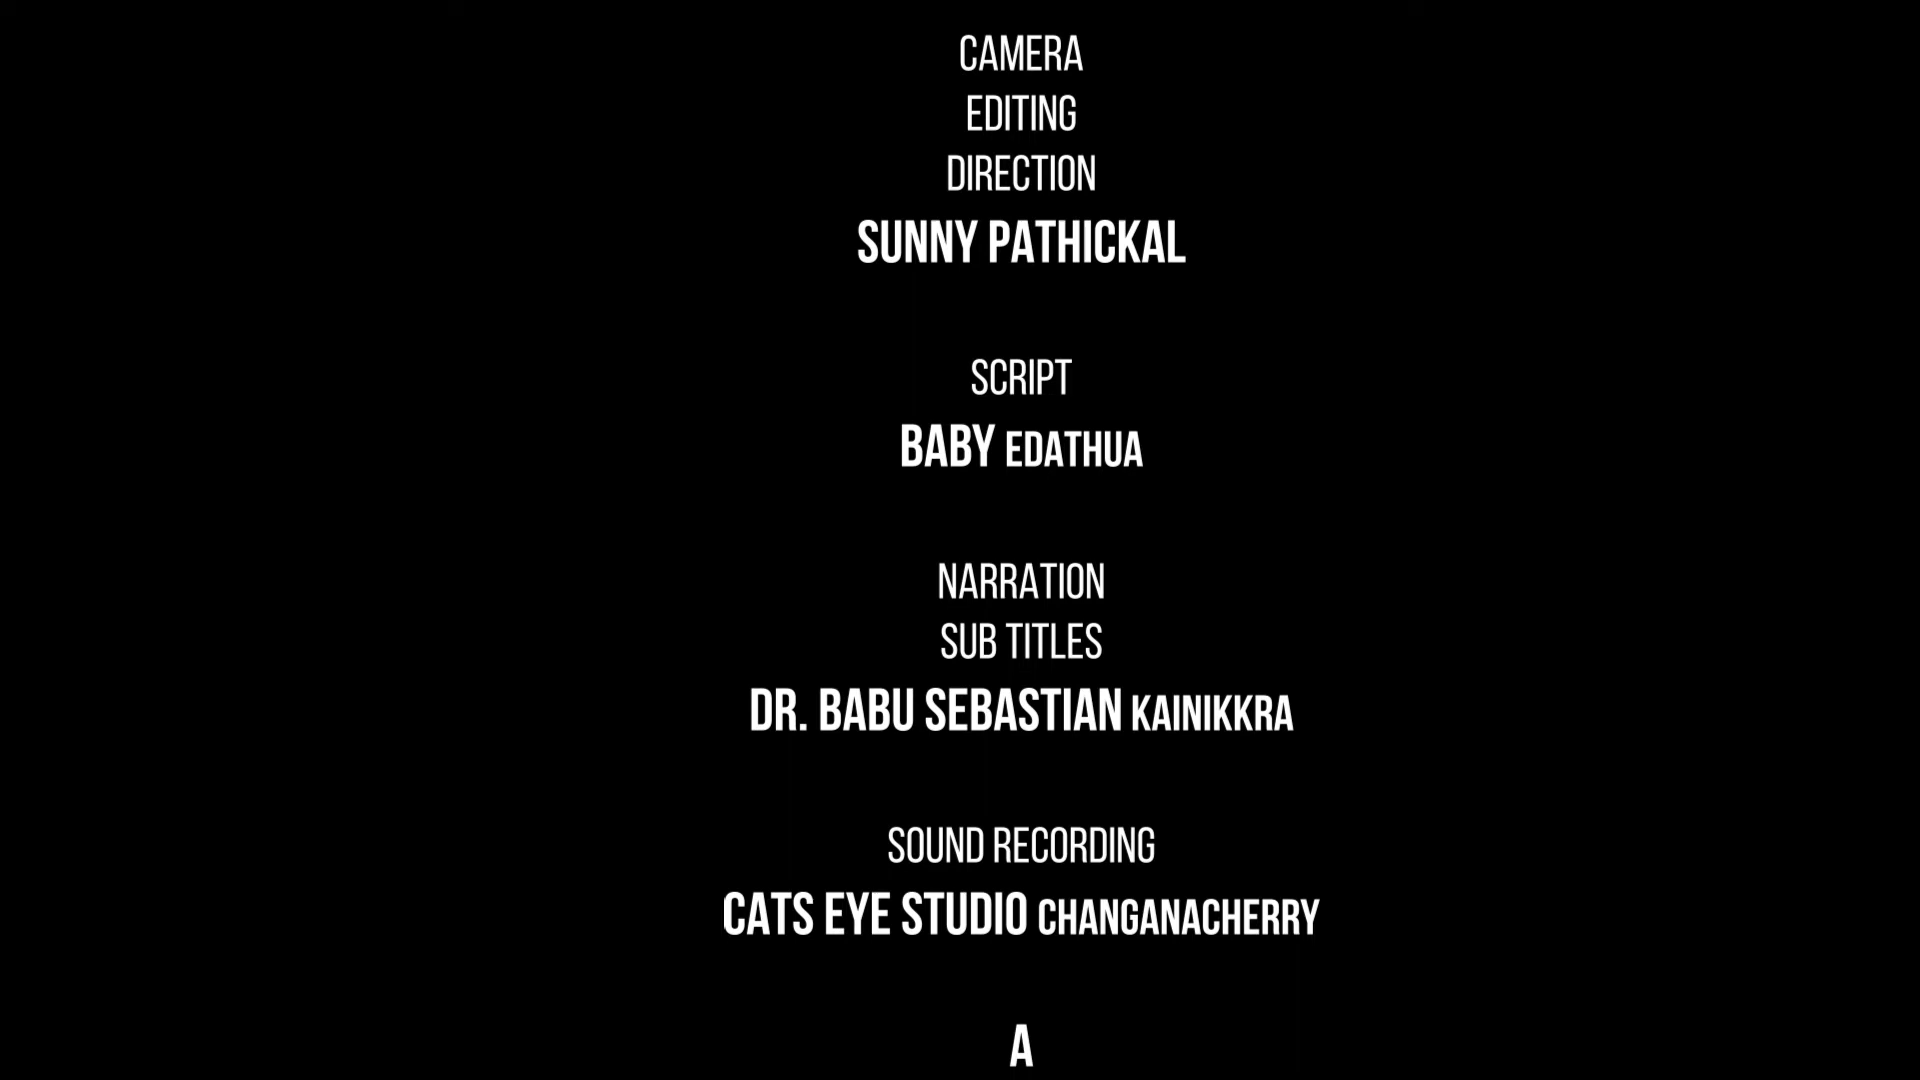 CAMERA
EDITING
DIRECTION
SUNNY PATHICKAL
SCRIPT
BABY EDATHUA
NARRATION
SUB TITLES
DR. BABU SEBASTIAN KAINIKKRA
SOUND RECORDING
CATS EYE STUDIO CHANGANACHERRY
A